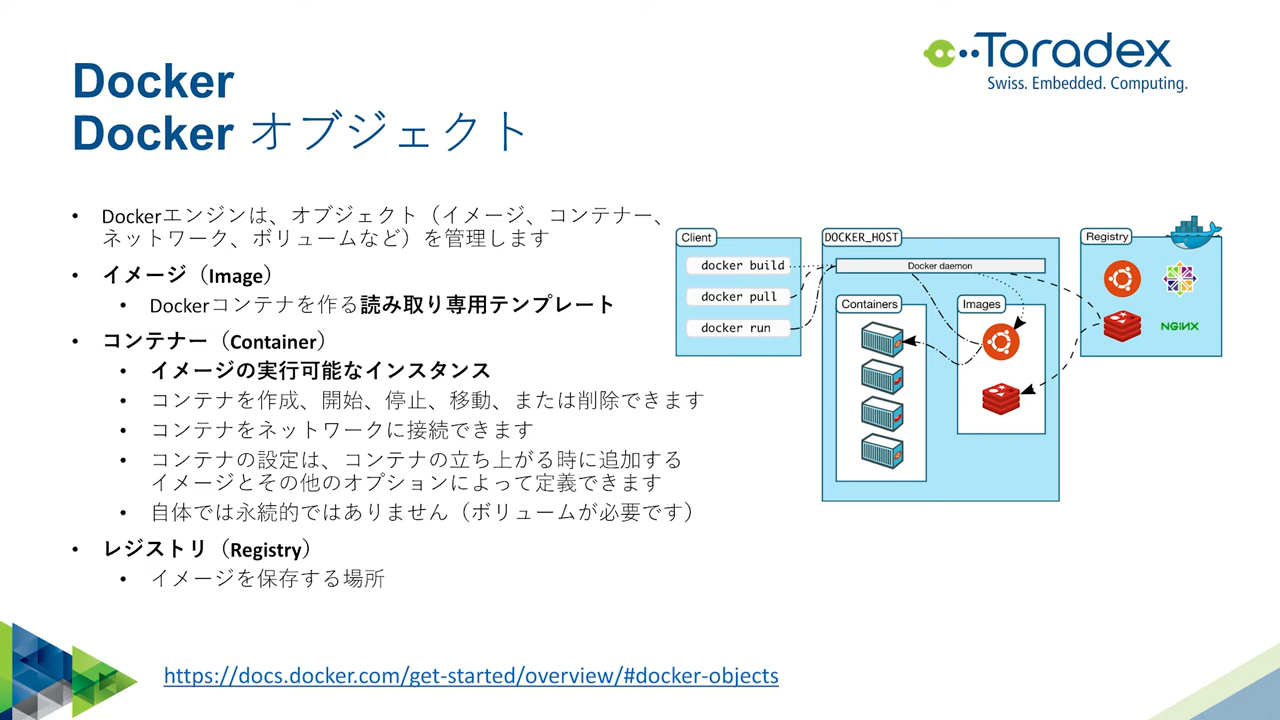 Toradex
Swiss. Embedded. Computing.
Docker
Docker オブジェクト
• Dockerエンジンは、オブジェクト（イメージ、コンテナー、
ネットワーク、ボリュームなど）を管理します
• イメージ（Image）
• Dockerコンテナを作る読み取り専用テンプレート
• コンテナー（Container）
• イメージの実行可能なインスタンス
• コンテナを作成、開始、停止、移動、または削除できます
• コンテナをネットワークに接続できます
• コンテナの設定は、コンテナの立ち上がる時に追加する
イメージとその他のオプションによって定義できます
• 自体では永続的ではありません（ボリュームが必要です）
• レジストリ（Registry）
• イメージを保存する場所
Client
docker build
docker pull
docker run
DOCKER_HOST
Docker daemon
Containers
Images
Registry
NGINX
https://docs.docker.com/get-started/overview/#docker-objects